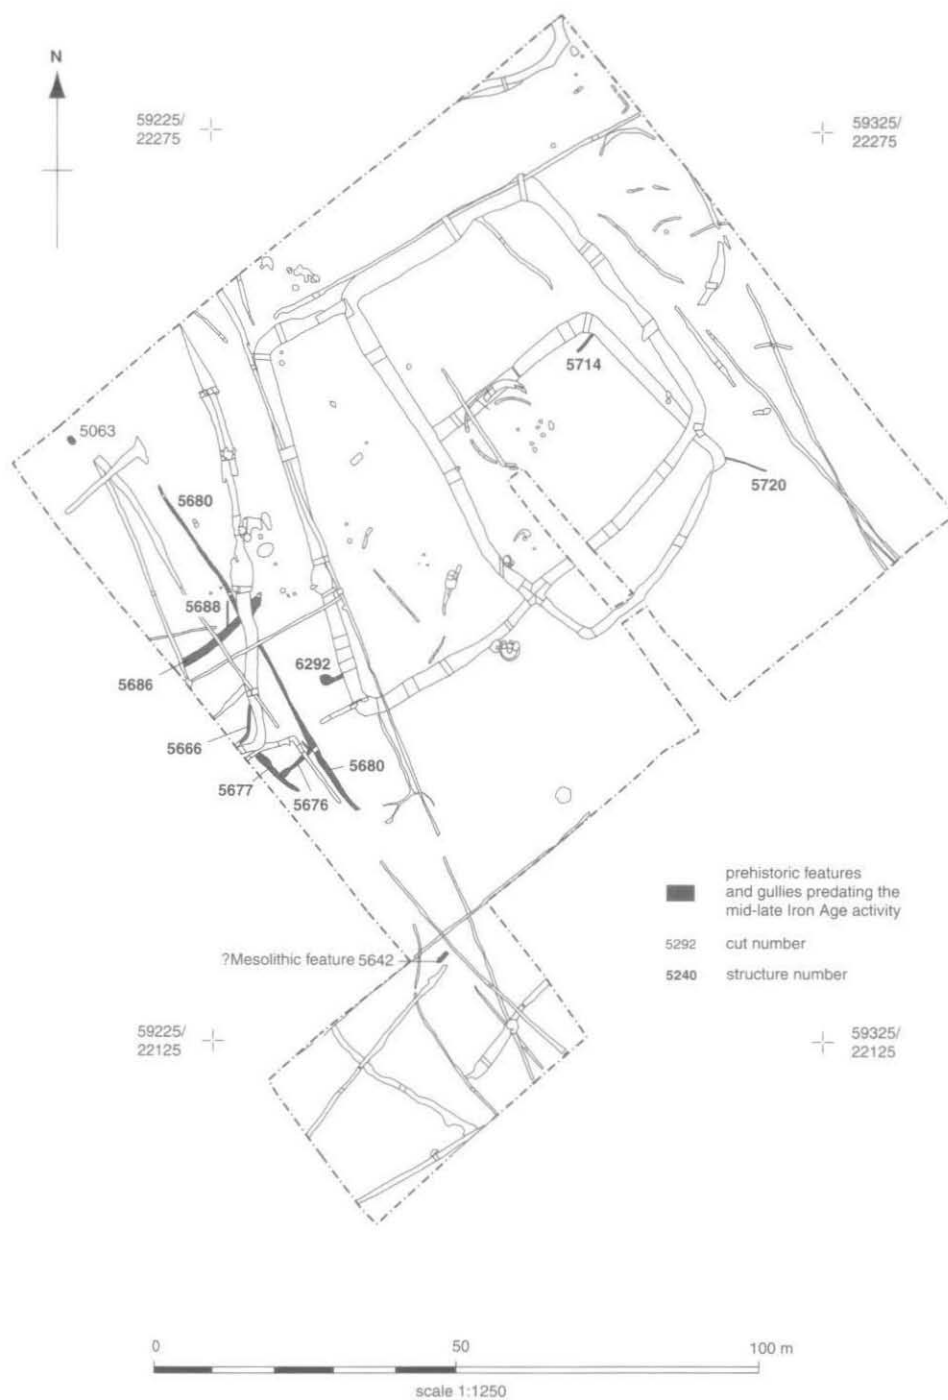 N
59225/
22275
59325/
22275
5714
5063
5720
5680
5688
6292
5686
5666
5680
5677
5676
prehistoric features
and gullies predating the
mid-late Iron Age activity
5292 cut number
?Mesolithic feature 5642
5240 structure number
59225/
22125
59325/
22125
0 50 100 m
scale 1:1250